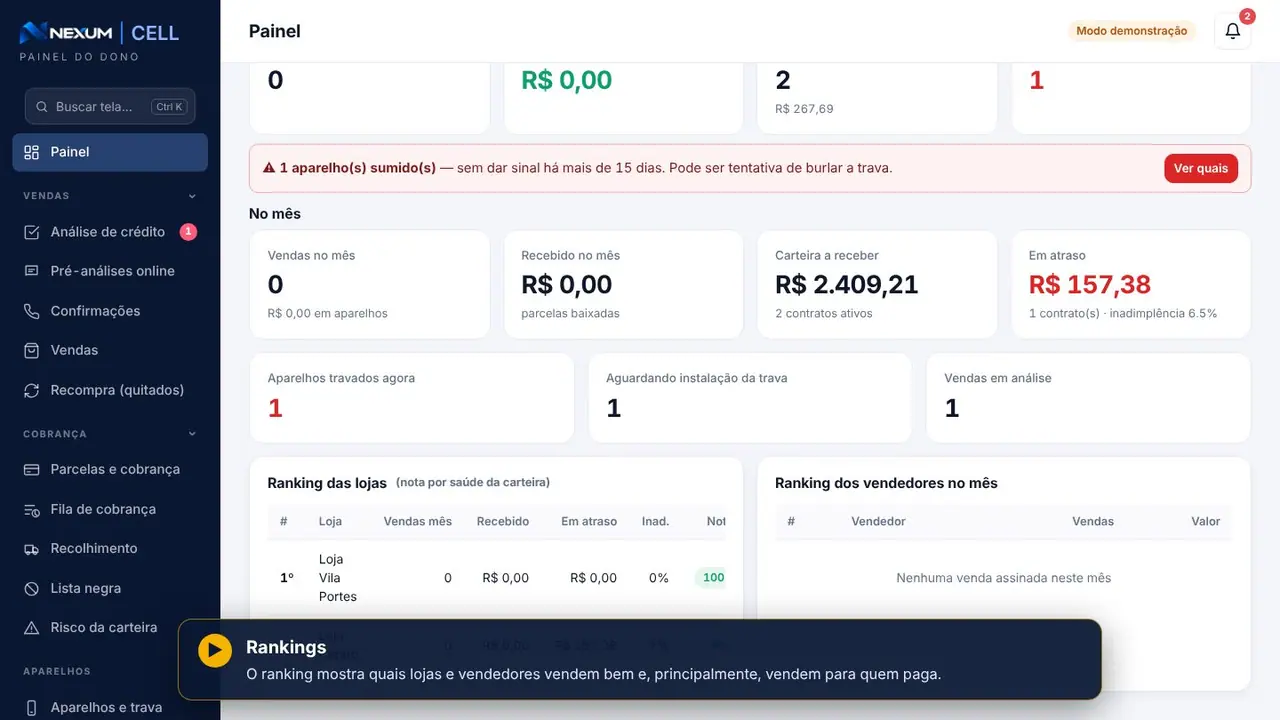 NEXUM | CELL
PAINEL DO DONO
Buscar tela... Ctrl K
Painel
VENDAS
Análise de crédito 1
Pré-análises online
Confirmações
Vendas
Recompra (quitados)
COBRANÇA
Parcelas e cobrança
Fila de cobrança
Recolhimento
Lista negra
Risco da carteira
APARELHOS
Aparelhos e trava
Painel
Modo demonstração
2
0
R$ 0,00
2
R$ 267,69
1
1 aparelho(s) sumido(s) — sem dar sinal há mais de 15 dias. Pode ser tentativa de burlar a trava.
Ver quais
No mês
Vendas no mês
0
R$ 0,00 em aparelhos
Recebido no mês
R$ 0,00
parcelas baixadas
Carteira a receber
R$ 2.409,21
2 contratos ativos
Em atraso
R$ 157,38
1 contrato(s) · inadimplência 6.5%
Aparelhos travados agora
1
Aguardando instalação da trava
1
Vendas em análise
1
Ranking das lojas (nota por saúde da carteira)
# Loja Vendas mês Recebido Em atraso Inad. Not
1º Loja Vila Portes 0 R$ 0,00 R$ 0,00 0% 100
Ranking dos vendedores no mês
# Vendedor Vendas Valor
Nenhuma venda assinada neste mês
Rankings
O ranking mostra quais lojas e vendedores vendem bem e, principalmente, vendem para quem paga.